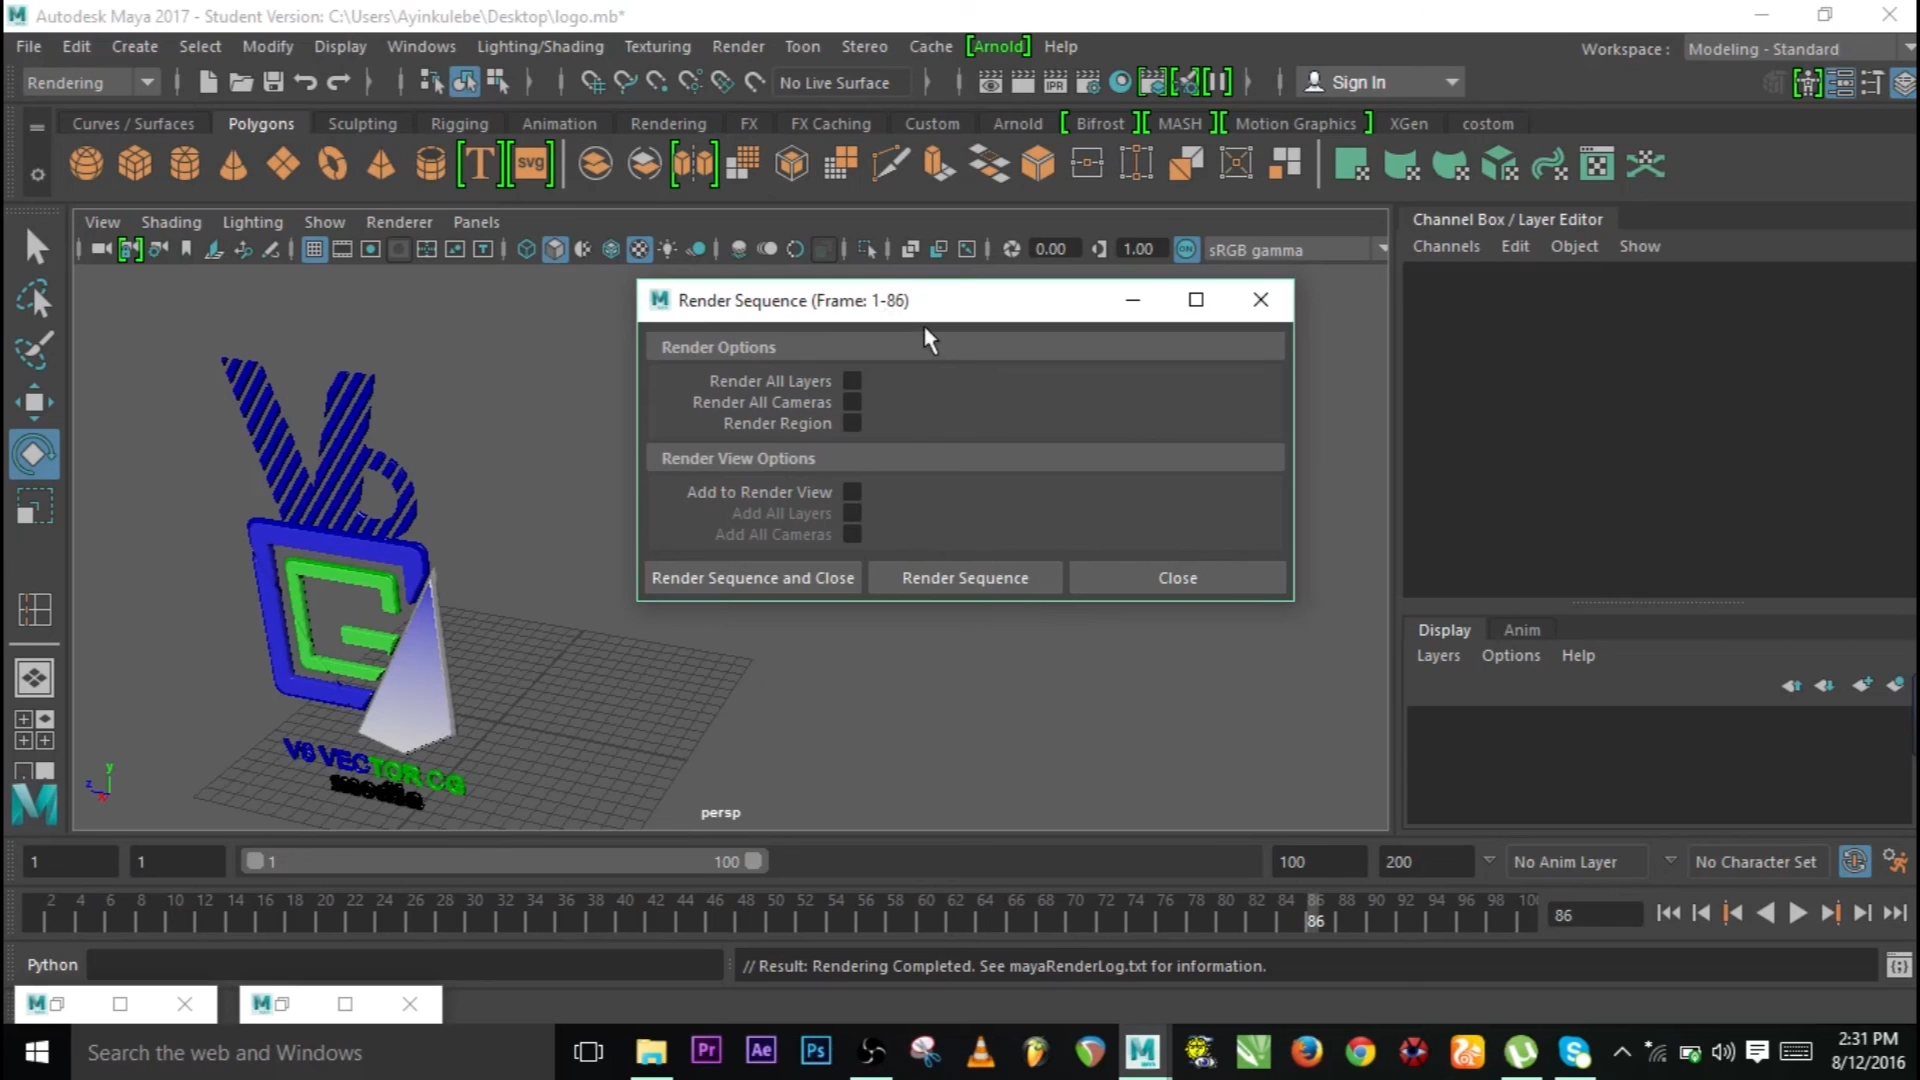 Autodesk Maya 2017 - Student Version: C:\Users\Ayinkulebe\Desktop\logo.mb*
File Edit Create Select Modify Display Windows Lighting/Shading Texturing Render Toon Stereo Cache [Arnold] Help
Workspace : Modeling - Standard
Rendering No Live Surface IPR Sign In
Curves / Surfaces Polygons Sculpting Rigging Animation Rendering FX FX Caching Custom Arnold [ Bifrost ][ MASH ][ Motion Graphics ] XGen costom
T svg
View Shading Lighting Show Renderer Panels
0.00 1.00 ON sRGB gamma
Channel Box / Layer Editor
Channels Edit Object Show
Render Sequence (Frame: 1-86)
Render Options
Render All Layers
Render All Cameras
Render Region
Render View Options
Add to Render View
Add All Layers
Add All Cameras
Render Sequence and Close Render Sequence Close
V6 VECTOR CG
y
z
persp
Display Anim
Layers Options Help
1 1 1 100 100 200 No Anim Layer No Character Set
2 4 6 8 10 12 14 16 18 20 22 24 26 28 30 32 34 36 38 40 42 44 46 48 50 52 54 56 58 60 62 64 66 68 70 72 74 76 78 80 82 84 86 88 90 92 94 96 98
86 86
Python // Result: Rendering Completed. See mayaRenderLog.txt for information.
Search the web and Windows Pr Ae Ps
2:31 PM
8/12/2016